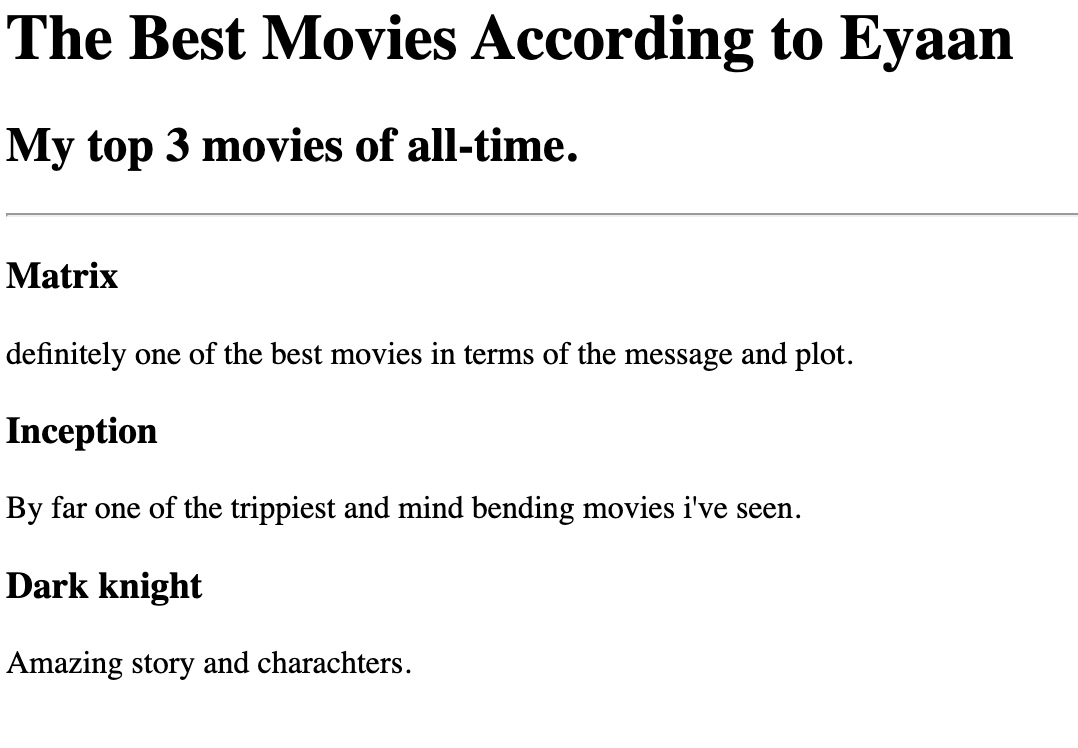 The Best Movies According to Eyaan
My top 3 movies of all-time.
Matrix
definitely one of the best movies in terms of the message and plot.
Inception
By far one of the trippiest and mind bending movies i've seen.
Dark knight
Amazing story and charachters.